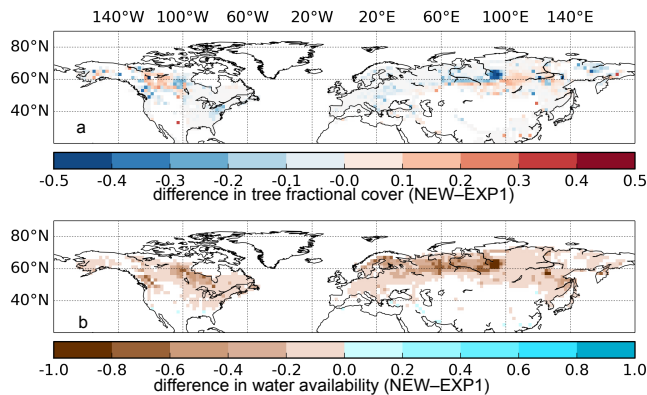 140°W 100°W 60°W 20°W 20°E 60°E 100°E 140°E
80°N
60°N
40°N
a
-0.5 -0.4 -0.3 -0.2 -0.1 -0.0 0.1 0.2 0.3 0.4 0.5
difference in tree fractional cover (NEW–EXP1)
80°N
60°N
40°N
b
-1.0 -0.8 -0.6 -0.4 -0.2 0.0 0.2 0.4 0.6 0.8 1.0
difference in water availability (NEW–EXP1)